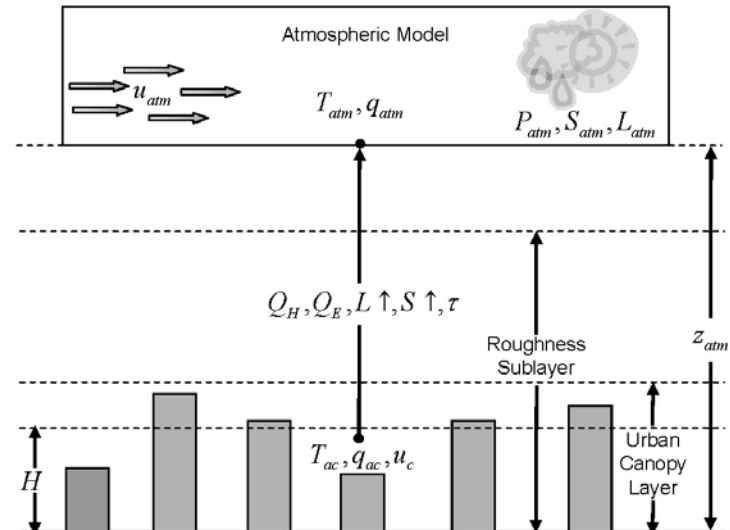 Atmospheric Model
u_atm
T_atm, q_atm
P_atm, S_atm, L_atm
Q_H, Q_E, L ↑, S ↑, τ
Roughness
Sublayer
z_atm
H
T_ac, q_ac, u_c
Urban
Canopy
Layer